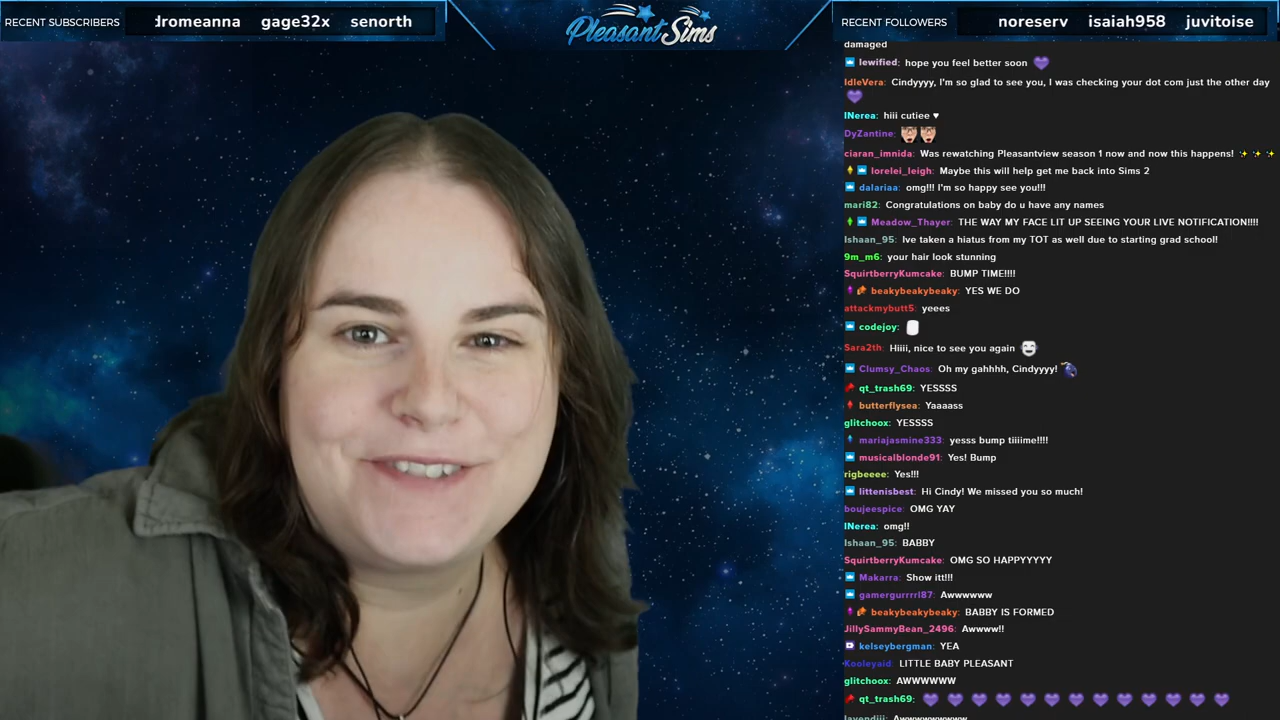 RECENT SUBSCRIBERS
dromeanna gage32x senorth
PleasantSims
RECENT FOLLOWERS
noreserv isaiah958 juvitoise
damaged
lewified: hope you feel better soon
IdleVera: Cindyyyy, I'm so glad to see you, I was checking your dot com just the other day
INerea: hiii cutiee ♥
DyZantine:
ciaran_imnida: Was rewatching Pleasantview season 1 now and now this happens! ✨ ✨ ✨
lorelei_leigh: Maybe this will help get me back into Sims 2
dalariaa: omg!!! I'm so happy see you!!!
mari82: Congratulations on baby do u have any names
Meadow_Thayer: THE WAY MY FACE LIT UP SEEING YOUR LIVE NOTIFICATION!!!!
Ishaan_95: Ive taken a hiatus from my TOT as well due to starting grad school!
9m_m6: your hair look stunning
SquirtberryKumcake: BUMP TIME!!!!
beakybeakybeaky: YES WE DO
attackmybutt5: yeees
codejoy:
Sara2th: Hiiii, nice to see you again
Clumsy_Chaos: Oh my gahhhh, Cindyyyy!
qt_trash69: YESSSS
butterflysea: Yaaaass
glitchoox: YESSSS
mariajasmine333: yesss bump tiiiime!!!!
musicalblonde91: Yes! Bump
rigbeeee: Yes!!!
littenisbest: Hi Cindy! We missed you so much!
boujeespice: OMG YAY
INerea: omg!!
Ishaan_95: BABBY
SquirtberryKumcake: OMG SO HAPPYYYYY
Makarra: Show itt!!!
gamergurrrrl87: Awwwwww
beakybeakybeaky: BABBY IS FORMED
JillySammyBean_2496: Awwww!!
kelseybergman: YEA
Kooleyaid: LITTLE BABY PLEASANT
glitchoox: AWWWWWW
qt_trash69: